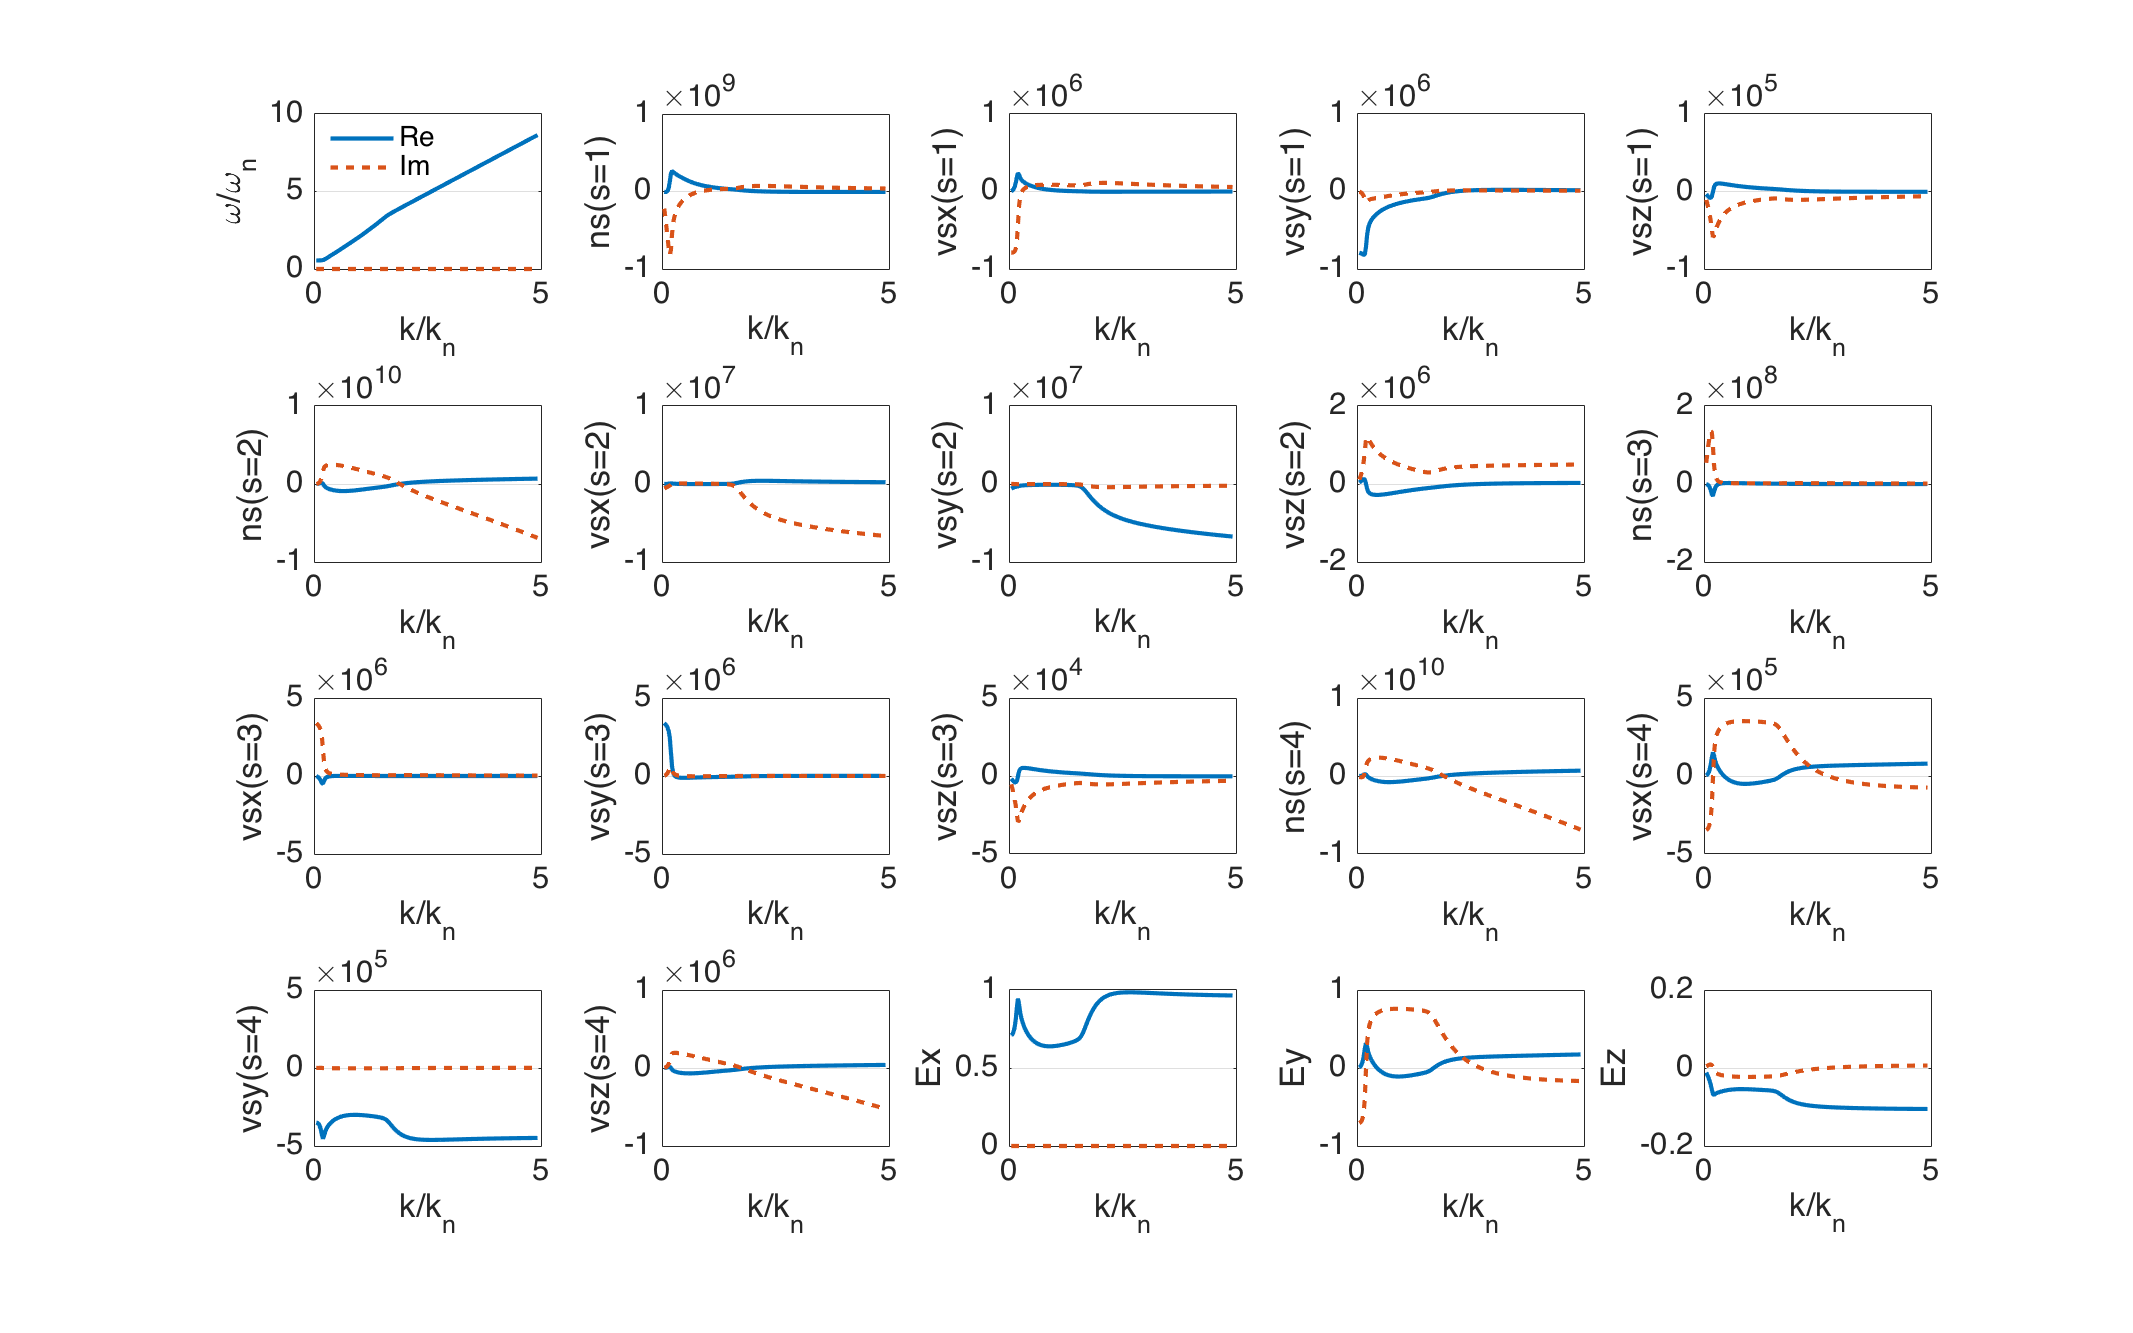 10
5
0
ω/ω_n
Re
Im
0 5
k/k_n
×10^9
1
0
-1
ns(s=1)
0 5
k/k_n
×10^6
1
0
-1
vsx(s=1)
0 5
k/k_n
×10^6
1
0
-1
vsy(s=1)
0 5
k/k_n
×10^5
1
0
-1
vsz(s=1)
0 5
k/k_n
×10^10
1
0
-1
ns(s=2)
0 5
k/k_n
×10^7
1
0
-1
vsx(s=2)
0 5
k/k_n
×10^7
1
0
-1
vsy(s=2)
0 5
k/k_n
×10^6
2
0
-2
vsz(s=2)
0 5
k/k_n
×10^8
2
0
-2
ns(s=3)
0 5
k/k_n
×10^6
5
0
-5
vsx(s=3)
0 5
k/k_n
×10^6
5
0
-5
vsy(s=3)
0 5
k/k_n
×10^4
5
0
-5
vsz(s=3)
0 5
k/k_n
×10^10
1
0
-1
ns(s=4)
0 5
k/k_n
×10^5
5
0
-5
vsx(s=4)
0 5
k/k_n
×10^5
5
0
-5
vsy(s=4)
0 5
k/k_n
×10^6
1
0
-1
vsz(s=4)
0 5
k/k_n
1
0.5
0
Ex
0 5
k/k_n
1
0
-1
Ey
0 5
k/k_n
0.2
0
-0.2
Ez
0 5
k/k_n